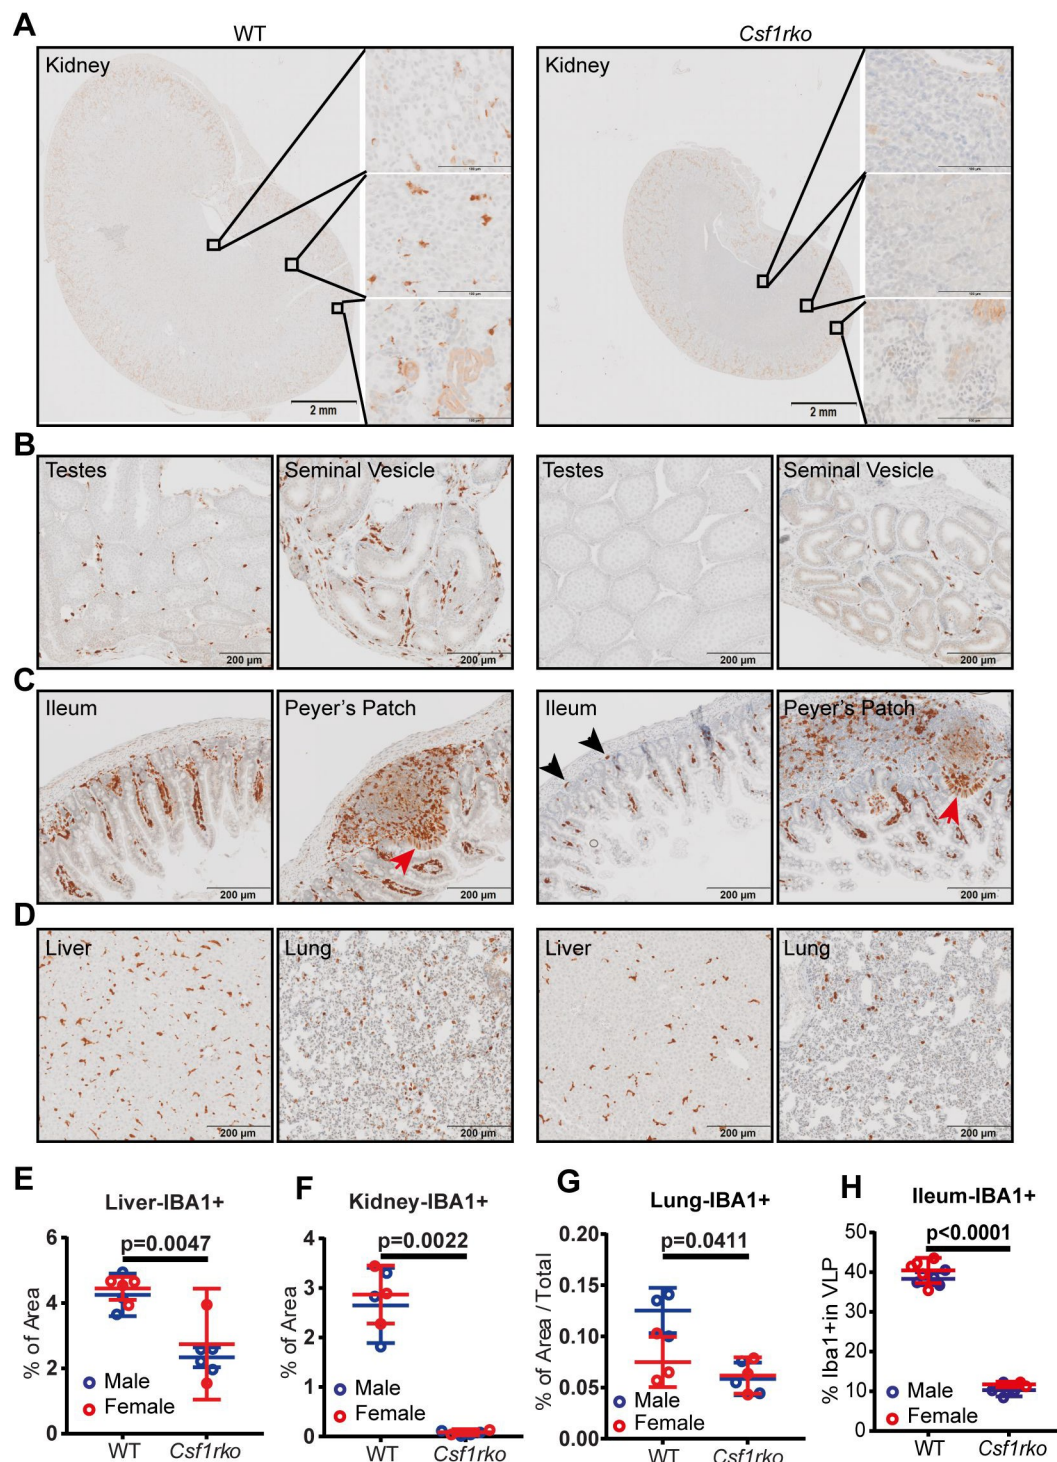 A
WT
Csf1rko
Kidney
Kidney
2 mm
2 mm
B
Testes
Seminal Vesicle
Testes
Seminal Vesicle
200 µm
200 µm
200 µm
200 µm
C
Ileum
Peyer's Patch
Ileum
Peyer's Patch
200 µm
200 µm
200 µm
200 µm
D
Liver
Lung
Liver
Lung
200 µm
200 µm
200 µm
200 µm
E
Liver-IBA1+
p=0.0047
% of Area
6
4
2
0
Male
Female
WT
Csf1rko
F
Kidney-IBA1+
p=0.0022
% of Area
4
3
2
1
0
Male
Female
WT
Csf1rko
G
Lung-IBA1+
p=0.0411
% of Area / Total
0.20
0.15
0.10
0.05
0.00
Male
Female
WT
Csf1rko
H
Ileum-IBA1+
p<0.0001
% Iba1+in VLP
50
40
30
20
10
0
Male
Female
WT
Csf1rko